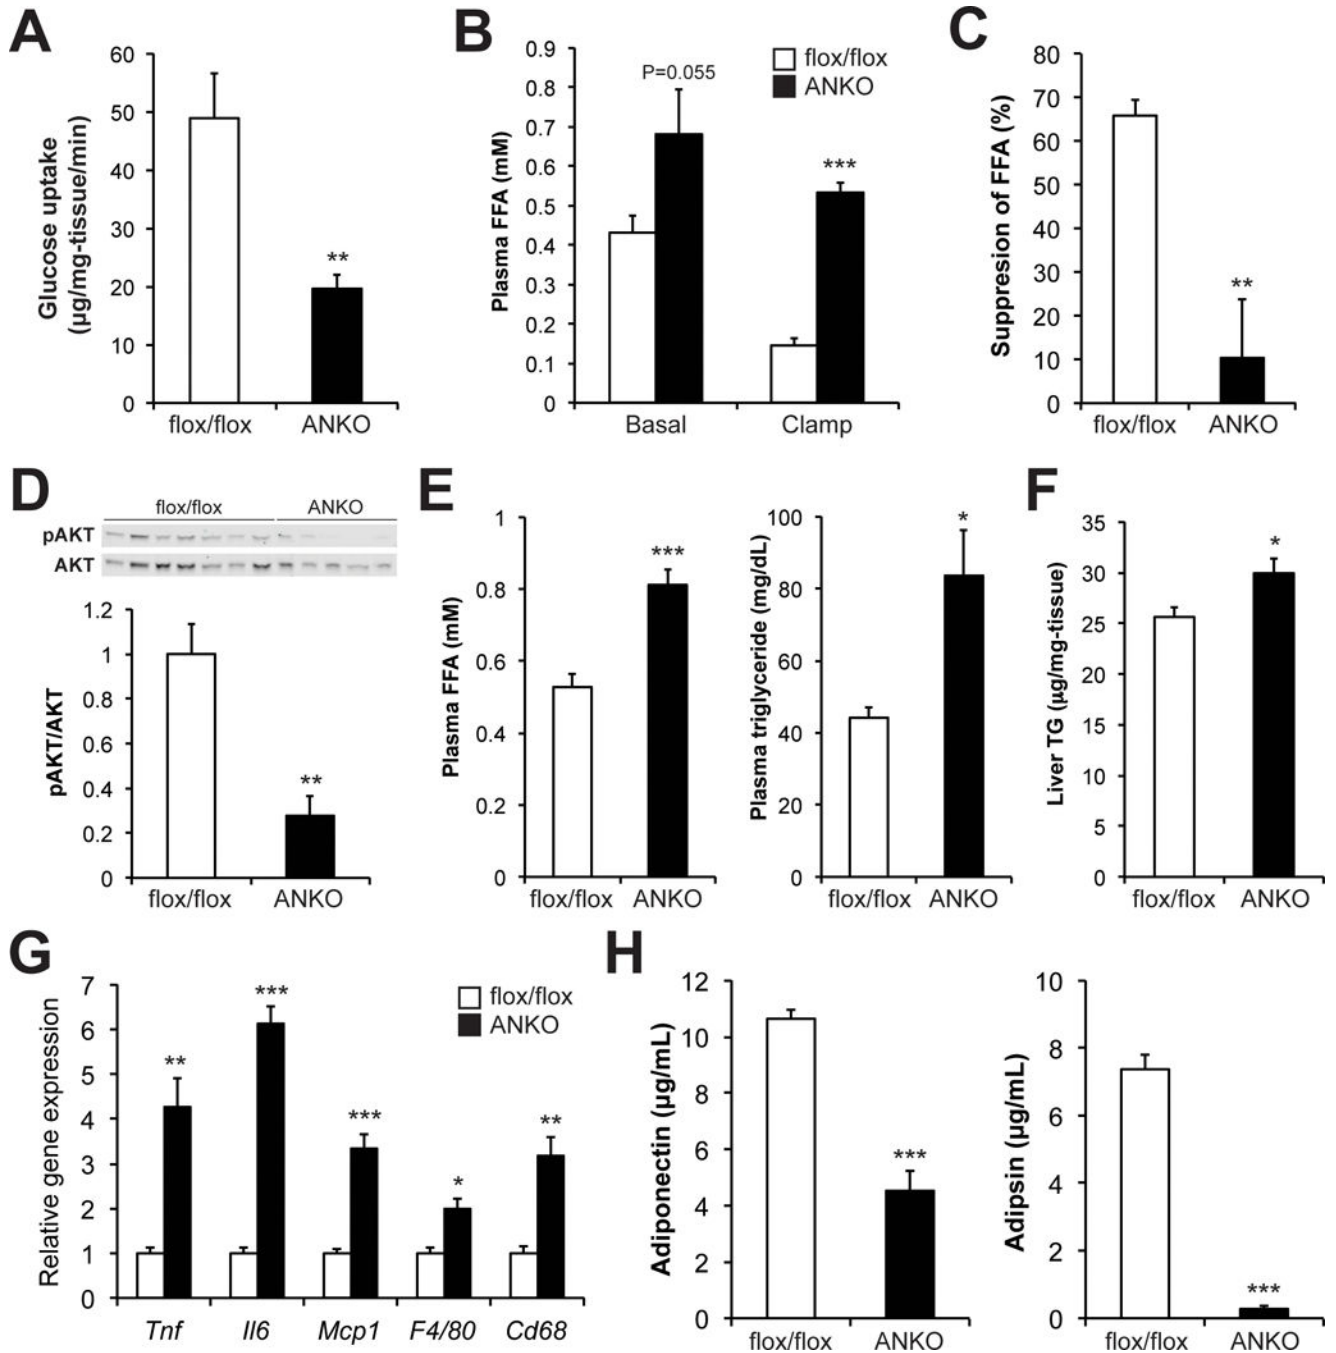 A
Glucose uptake
(µg/mg-tissue/min)
60
50
40
30
20
10
0
**
flox/flox ANKO
B
Plasma FFA (mM)
0.9
0.8
0.7
0.6
0.5
0.4
0.3
0.2
0.1
0
flox/flox
ANKO
P=0.055
***
Basal Clamp
C
Suppresion of FFA (%)
80
70
60
50
40
30
20
10
0
**
flox/flox ANKO
D
flox/flox ANKO
pAKT
AKT
pAKT/AKT
1.2
1
0.8
0.6
0.4
0.2
0
**
flox/flox ANKO
E
Plasma FFA (mM)
1
0.8
0.6
0.4
0.2
0
***
flox/flox ANKO
Plasma triglyceride (mg/dL)
100
80
60
40
20
0
*
flox/flox ANKO
F
Liver TG (µg/mg-tissue)
35
30
25
20
15
10
5
0
*
flox/flox ANKO
G
Relative gene expression
7
6
5
4
3
2
1
0
flox/flox
ANKO
** *** *** * **
Tnf Il6 Mcp1 F4/80 Cd68
H
Adiponectin (µg/mL)
12
10
8
6
4
2
0
***
flox/flox ANKO
Adipsin (µg/mL)
10
8
6
4
2
0
***
flox/flox ANKO